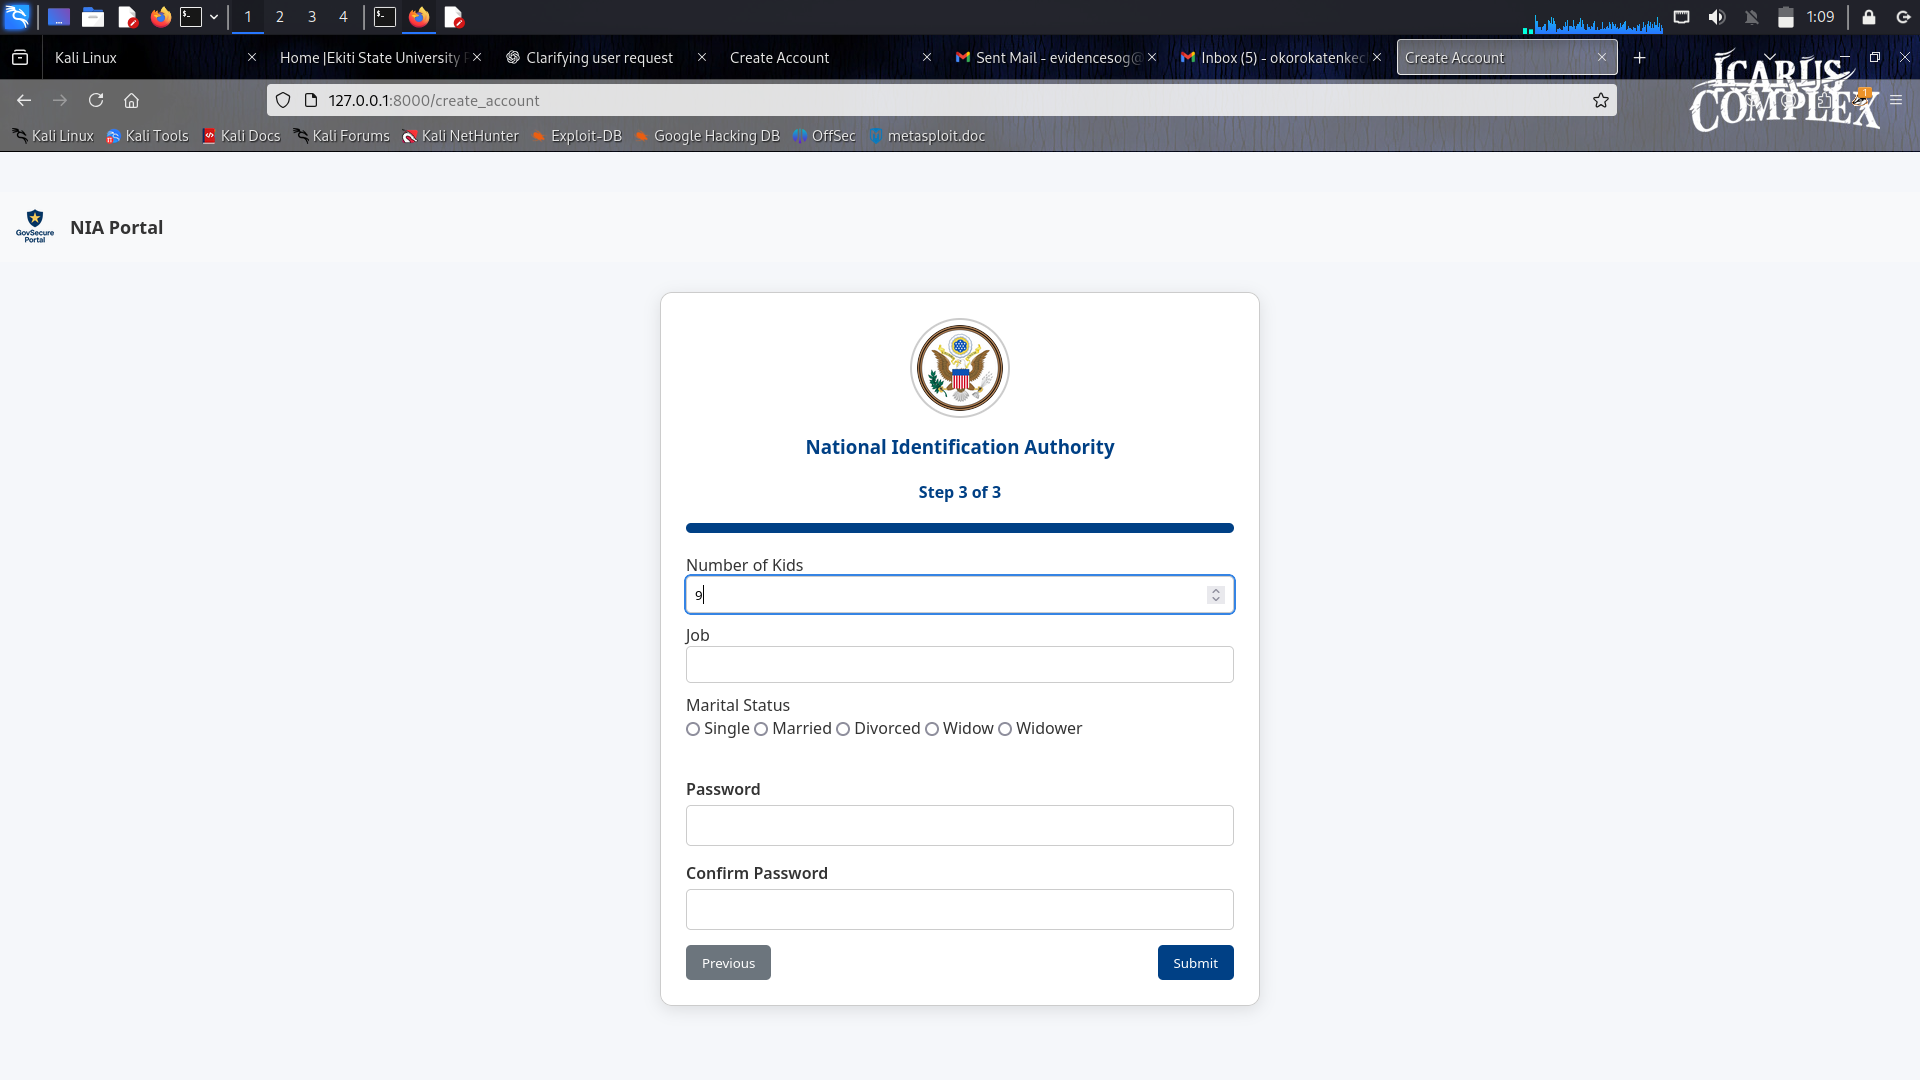 1 2 3 4 1:09
Kali Linux Home |Ekiti State University Clarifying user request Create Account Sent Mail - evidencesog@ Inbox (5) - okorokatenkec Create Account
ICARUS
COMPLEX
127.0.0.1:8000/create_account
1
Kali Linux Kali Tools Kali Docs Kali Forums Kali NetHunter Exploit-DB Google Hacking DB OffSec metasploit.doc
GovSecure
Portal
NIA Portal
National Identification Authority
Step 3 of 3
Number of Kids
9
Job
Marital Status
Single Married Divorced Widow Widower
Password
Confirm Password
Previous Submit